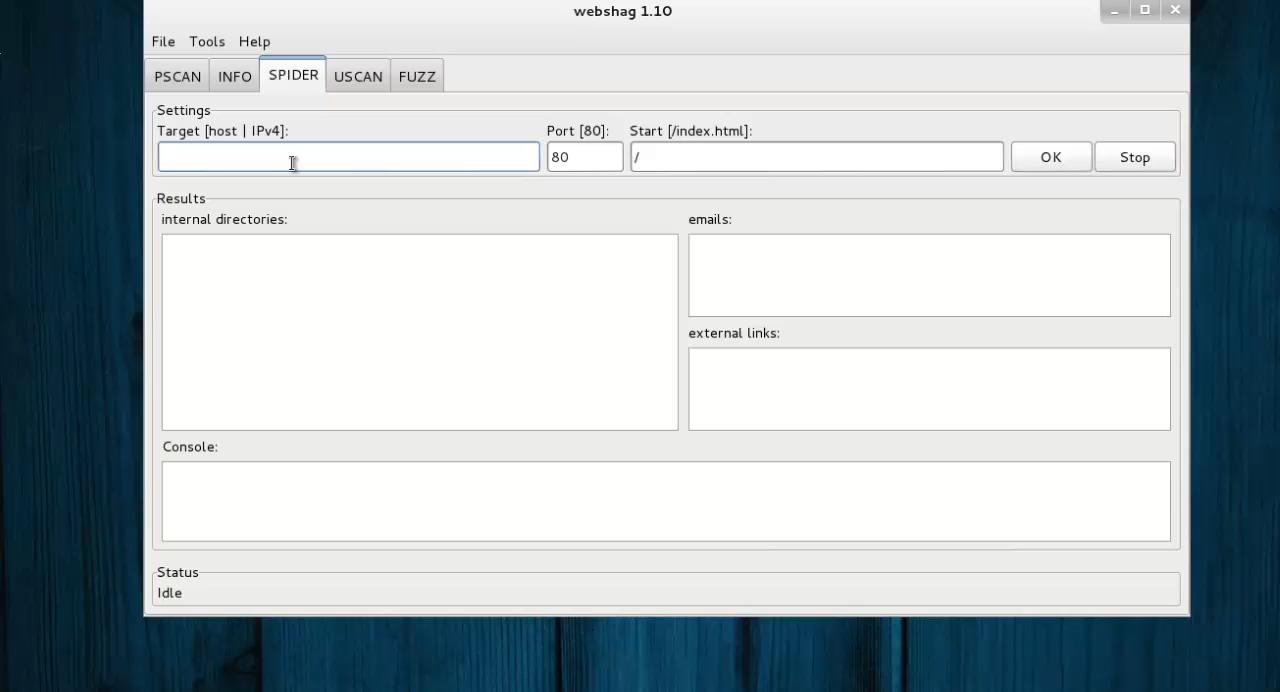 webshag 1.10
File Tools Help
PSCAN INFO SPIDER USCAN FUZZ
Settings
Target [host | IPv4]: Port [80]: Start [/index.html]:
80 / OK Stop
Results
internal directories: emails:
external links:
Console:
Status
Idle